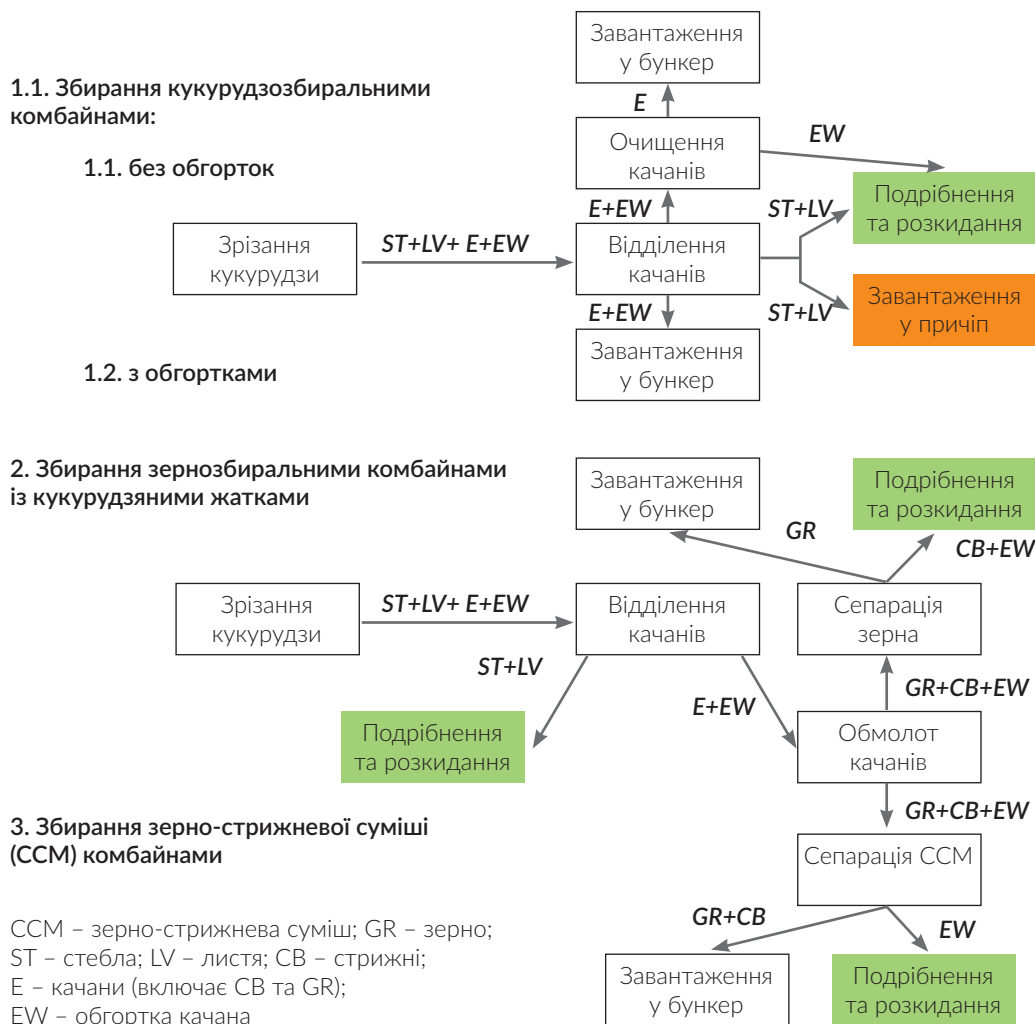 Завантаження
у бункер
1.1. Збирання кукурудзозбиральними
комбайнами:
E
Очищення
качанів
EW
1.1. без обгорток
Подрібнення
та розкидання
E+EW
ST+LV
Зрізання
кукурудзи
ST+LV+ E+EW
Відділення
качанів
E+EW
ST+LV
Завантаження
у причіп
1.2. з обгортками
Завантаження
у бункер
2. Збирання зернозбиральними комбайнами
із кукурудзяними жатками
Завантаження
у бункер
Подрібнення
та розкидання
GR
CB+EW
Зрізання
кукурудзи
ST+LV+ E+EW
Відділення
качанів
Сепарація
зерна
ST+LV
E+EW
GR+CB+EW
Подрібнення
та розкидання
Обмолот
качанів
GR+CB+EW
3. Збирання зерно-стрижневої суміші
(ССМ) комбайнами
Сепарація ССМ
GR+CB
EW
Завантаження
у бункер
Подрібнення
та розкидання
ССМ – зерно-стрижнева суміш; GR – зерно;
ST – стебла; LV – листя; CB – стрижні;
E – качани (включає CB та GR);
EW – обгортка качана